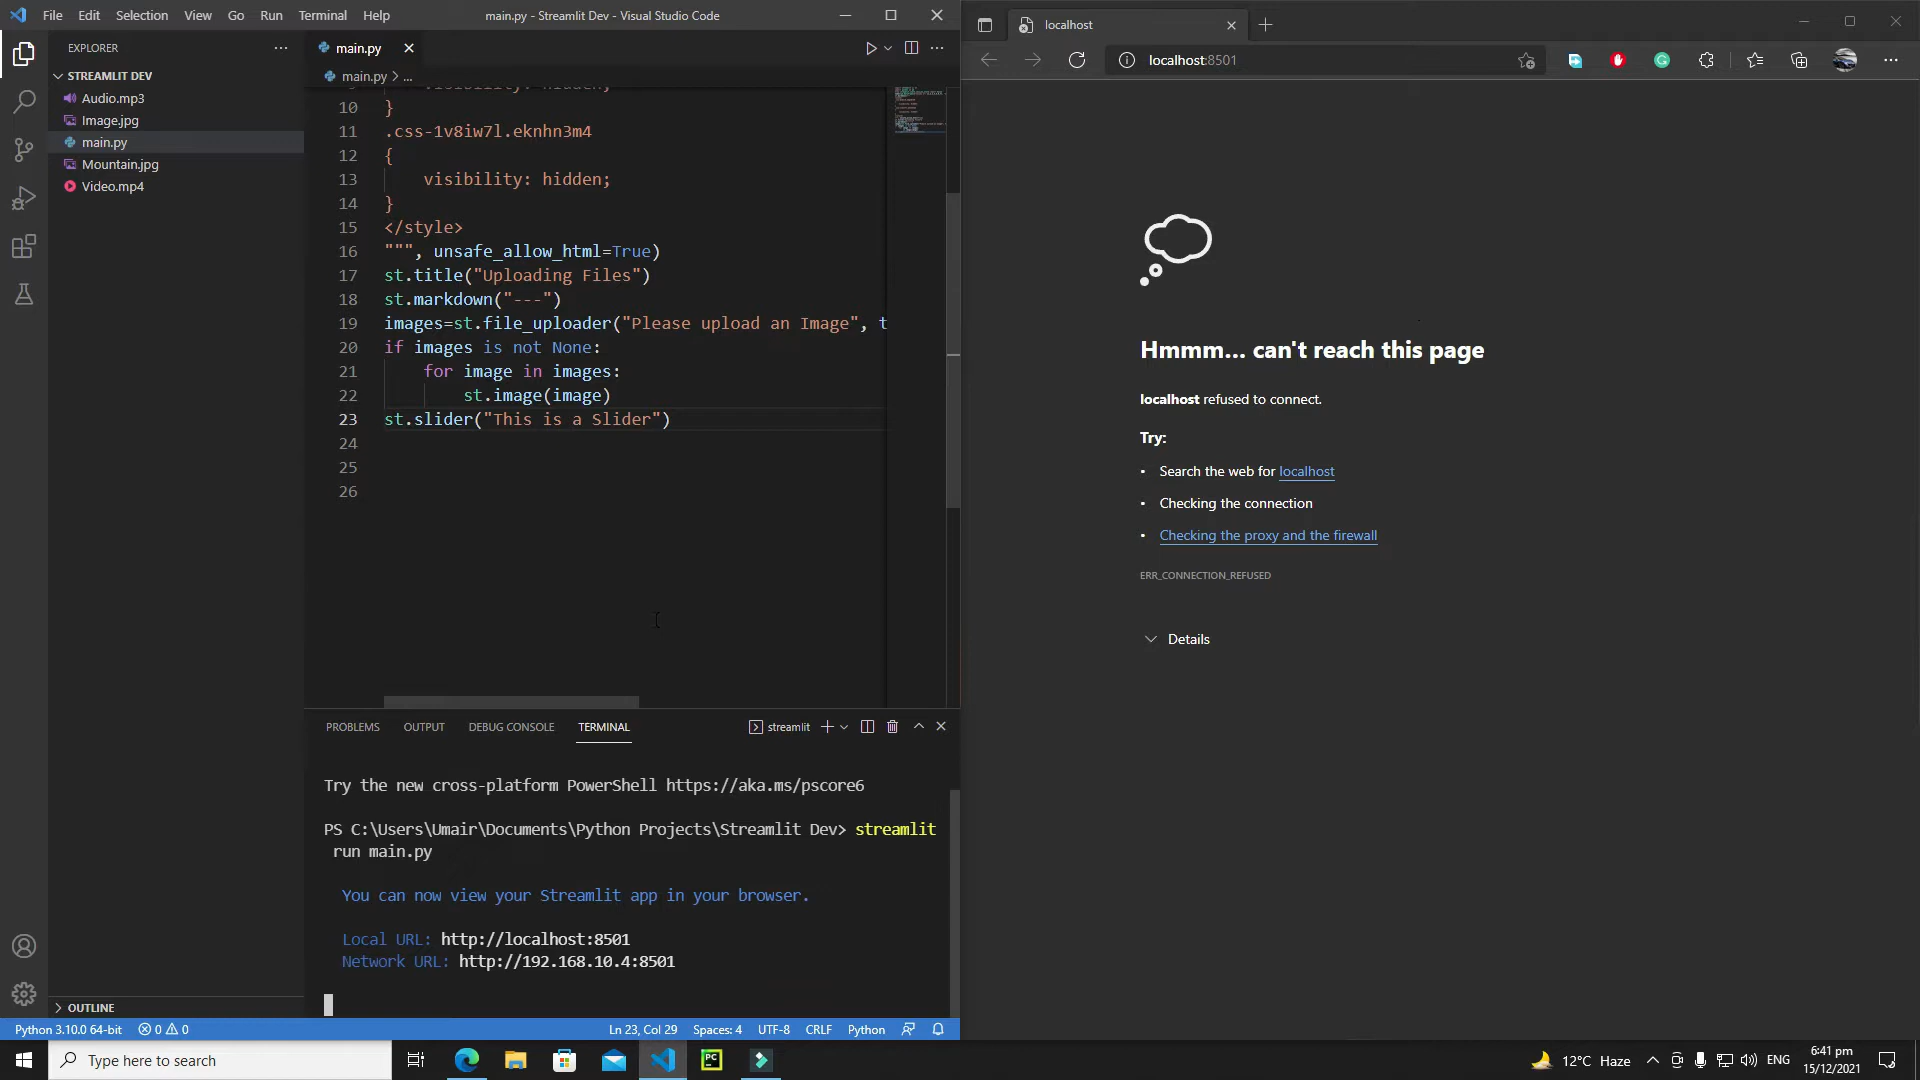 File Edit Selection View Go Run Terminal Help
main.py - Streamlit Dev - Visual Studio Code
EXPLORER
STREAMLIT DEV
Audio.mp3
Image.jpg
main.py
Mountain.jpg
Video.mp4
OUTLINE
main.py
main.py > ...
10 }
11 .css-1v8iw7l.eknhn3m4
12 {
13 visibility: hidden;
14 }
15 </style>
16 """, unsafe_allow_html=True)
17 st.title("Uploading Files")
18 st.markdown("---")
19 images=st.file_uploader("Please upload an Image", t
20 if images is not None:
21 for image in images:
22 st.image(image)
23 st.slider("This is a Slider")
24
25
26
PROBLEMS OUTPUT DEBUG CONSOLE TERMINAL
streamlit
Try the new cross-platform PowerShell https://aka.ms/pscore6
PS C:\Users\Umair\Documents\Python Projects\Streamlit Dev> streamlit
run main.py
You can now view your Streamlit app in your browser.
Local URL: http://localhost:8501
Network URL: http://192.168.10.4:8501
Python 3.10.0 64-bit 0 0 Ln 23, Col 29 Spaces: 4 UTF-8 CRLF Python
localhost
localhost:8501
Hmmm... can't reach this page
localhost refused to connect.
Try:
• Search the web for localhost
• Checking the connection
• Checking the proxy and the firewall
ERR_CONNECTION_REFUSED
Details
Type here to search
PC
12°C Haze
ENG
6:41 pm
15/12/2021